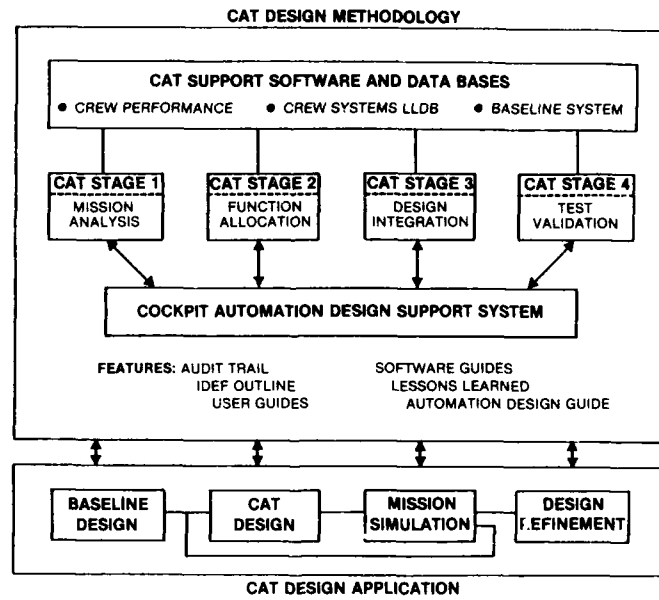 CAT DESIGN METHODOLOGY
CAT SUPPORT SOFTWARE AND DATA BASES
● CREW PERFORMANCE ● CREW SYSTEMS LLDB ● BASELINE SYSTEM
CAT STAGE 1
MISSION
ANALYSIS
CAT STAGE 2
FUNCTION
ALLOCATION
CAT STAGE 3
DESIGN
INTEGRATION
CAT STAGE 4
TEST
VALIDATION
COCKPIT AUTOMATION DESIGN SUPPORT SYSTEM
FEATURES: AUDIT TRAIL
IDEF OUTLINE
USER GUIDES
SOFTWARE GUIDES
LESSONS LEARNED
AUTOMATION DESIGN GUIDE
BASELINE
DESIGN
CAT
DESIGN
MISSION
SIMULATION
DESIGN
REFINEMENT
CAT DESIGN APPLICATION